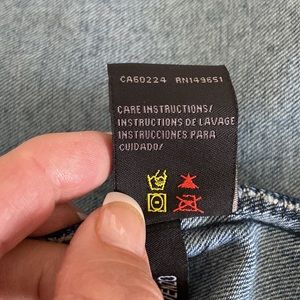 CA60224 RN149651
CARE INSTRUCTIONS/
INSTRUCTIONS DE LAVAGE
INSTRUCCIONES PARA
CUIDADO/